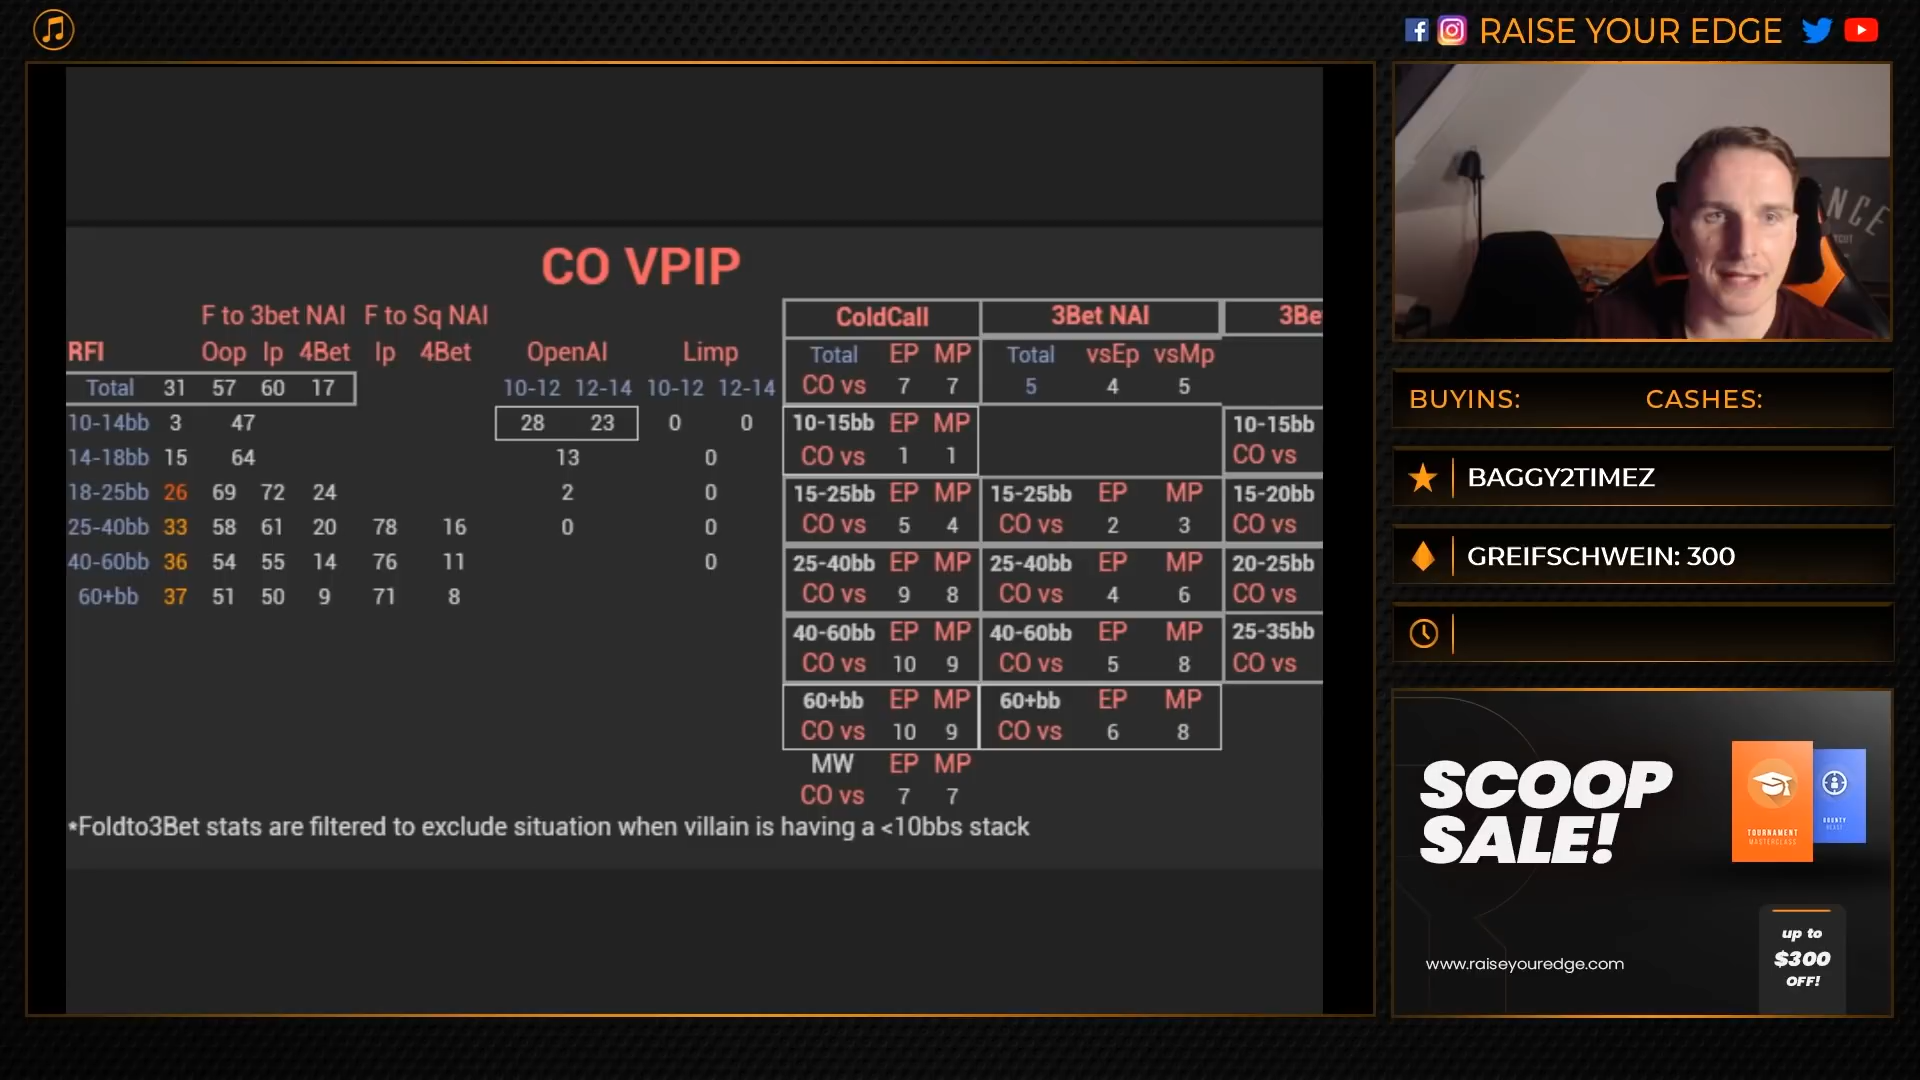 RAISE YOUR EDGE
CO VPIP
F to 3bet NAI F to Sq NAI
RFI Oop Ip 4Bet Ip 4Bet OpenAI Limp
Total 31 57 60 17 10-12 12-14 10-12 12-14
10-14bb 3 47 28 23 0 0
14-18bb 15 64 13 0
18-25bb 26 69 72 24 2 0
25-40bb 33 58 61 20 78 16 0 0
40-60bb 36 54 55 14 76 11 0
60+bb 37 51 50 9 71 8
ColdCall 3Bet NAI 3Be
Total EP MP Total vsEp vsMp
CO vs 7 7 5 4 5
10-15bb EP MP 10-15bb
CO vs 1 1 CO vs
15-25bb EP MP 15-25bb EP MP 15-20bb
CO vs 5 4 CO vs 2 3 CO vs
25-40bb EP MP 25-40bb EP MP 20-25bb
CO vs 9 8 CO vs 4 6 CO vs
40-60bb EP MP 40-60bb EP MP 25-35bb
CO vs 10 9 CO vs 5 8 CO vs
60+bb EP MP 60+bb EP MP
CO vs 10 9 CO vs 6 8
MW EP MP
CO vs 7 7
*Foldto3Bet stats are filtered to exclude situation when villain is having a <10bbs stack
NCE
BUYINS: CASHES:
BAGGY2TIMEZ
GREIFSCHWEIN: 300
SCOOP
SALE!
TOURNAMENT
MASTERCLASS
BOUNTY
BEAST
www.raiseyouredge.com
up to
$300
OFF!